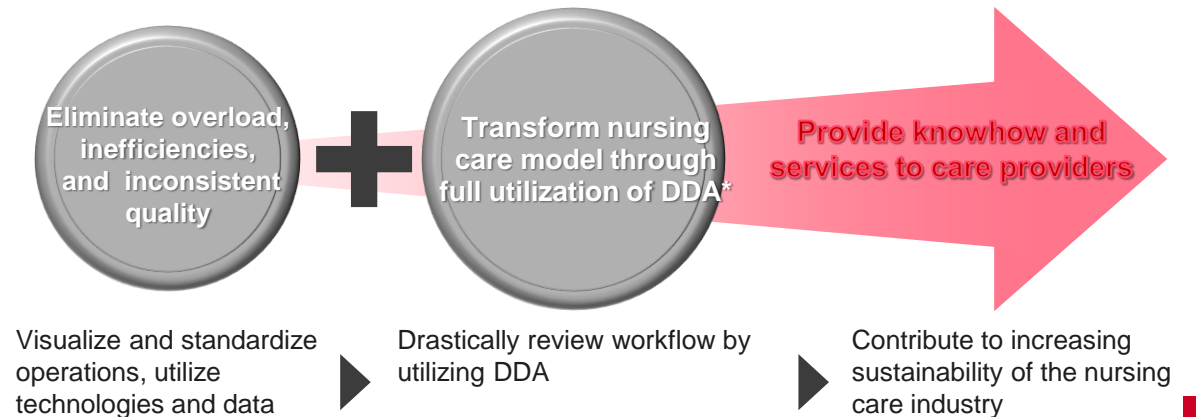 Eliminate overload,
inefficiencies,
and inconsistent
quality
Transform nursing
care model through
full utilization of DDA*
Provide knowhow and
services to care providers
Visualize and standardize
operations, utilize
technologies and data
Drastically review workflow by
utilizing DDA
Contribute to increasing
sustainability of the nursing
care industry